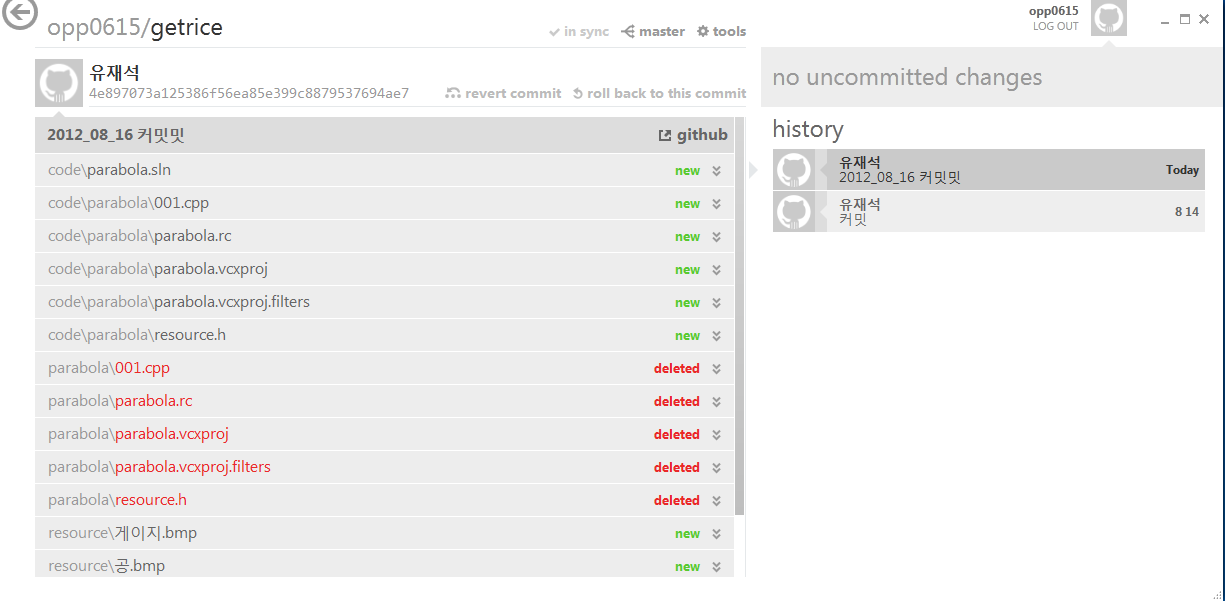 opp0615/getrice
in sync master tools
opp0615
LOG OUT
유재석
4e897073a125386f56ea85e399c8879537694ae7
revert commit roll back to this commit
2012_08_16 커밋밋 github
code\parabola.sln new
code\parabola\001.cpp new
code\parabola\parabola.rc new
code\parabola\parabola.vcxproj new
code\parabola\parabola.vcxproj.filters new
code\parabola\resource.h new
parabola\001.cpp deleted
parabola\parabola.rc deleted
parabola\parabola.vcxproj deleted
parabola\parabola.vcxproj.filters deleted
parabola\resource.h deleted
resource\게이지.bmp new
resource\공.bmp new
no uncommitted changes
history
유재석
2012_08_16 커밋밋 Today
유재석
커밋 8 14